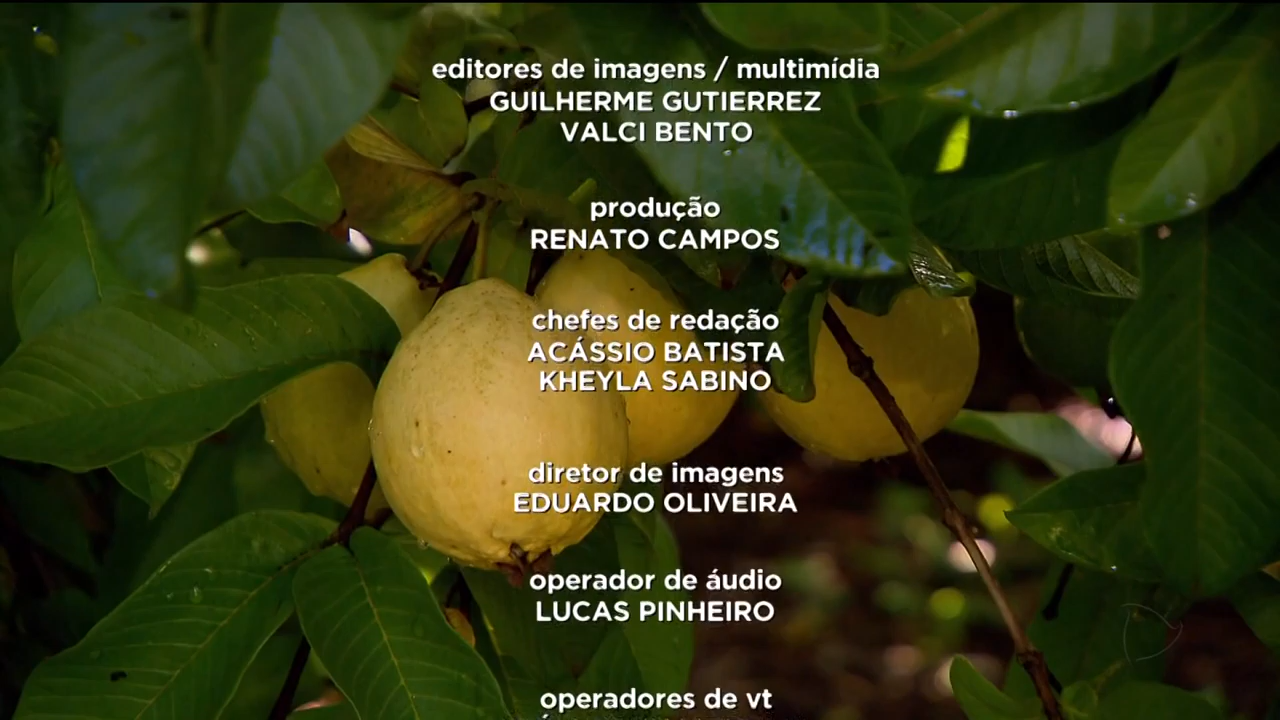 editores de imagens / multimídia
GUILHERME GUTIERREZ
VALCI BENTO
produção
RENATO CAMPOS
chefes de redação
ACÁSSIO BATISTA
KHEYLA SABINO
diretor de imagens
EDUARDO OLIVEIRA
operador de áudio
LUCAS PINHEIRO
operadores de vt